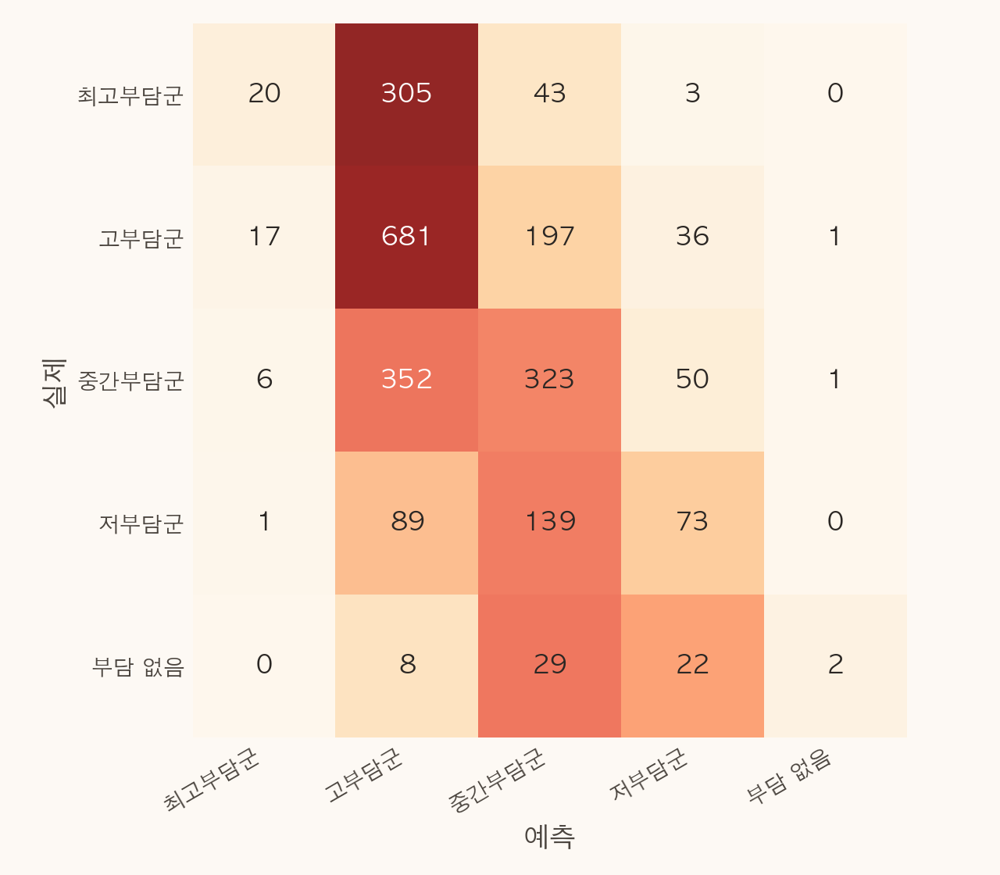 최고부담군 20 305 43 3 0
고부담군 17 681 197 36 1
실제
중간부담군 6 352 323 50 1
저부담군 1 89 139 73 0
부담 없음 0 8 29 22 2
최고부담군 고부담군 중간부담군 저부담군 부담 없음
예측